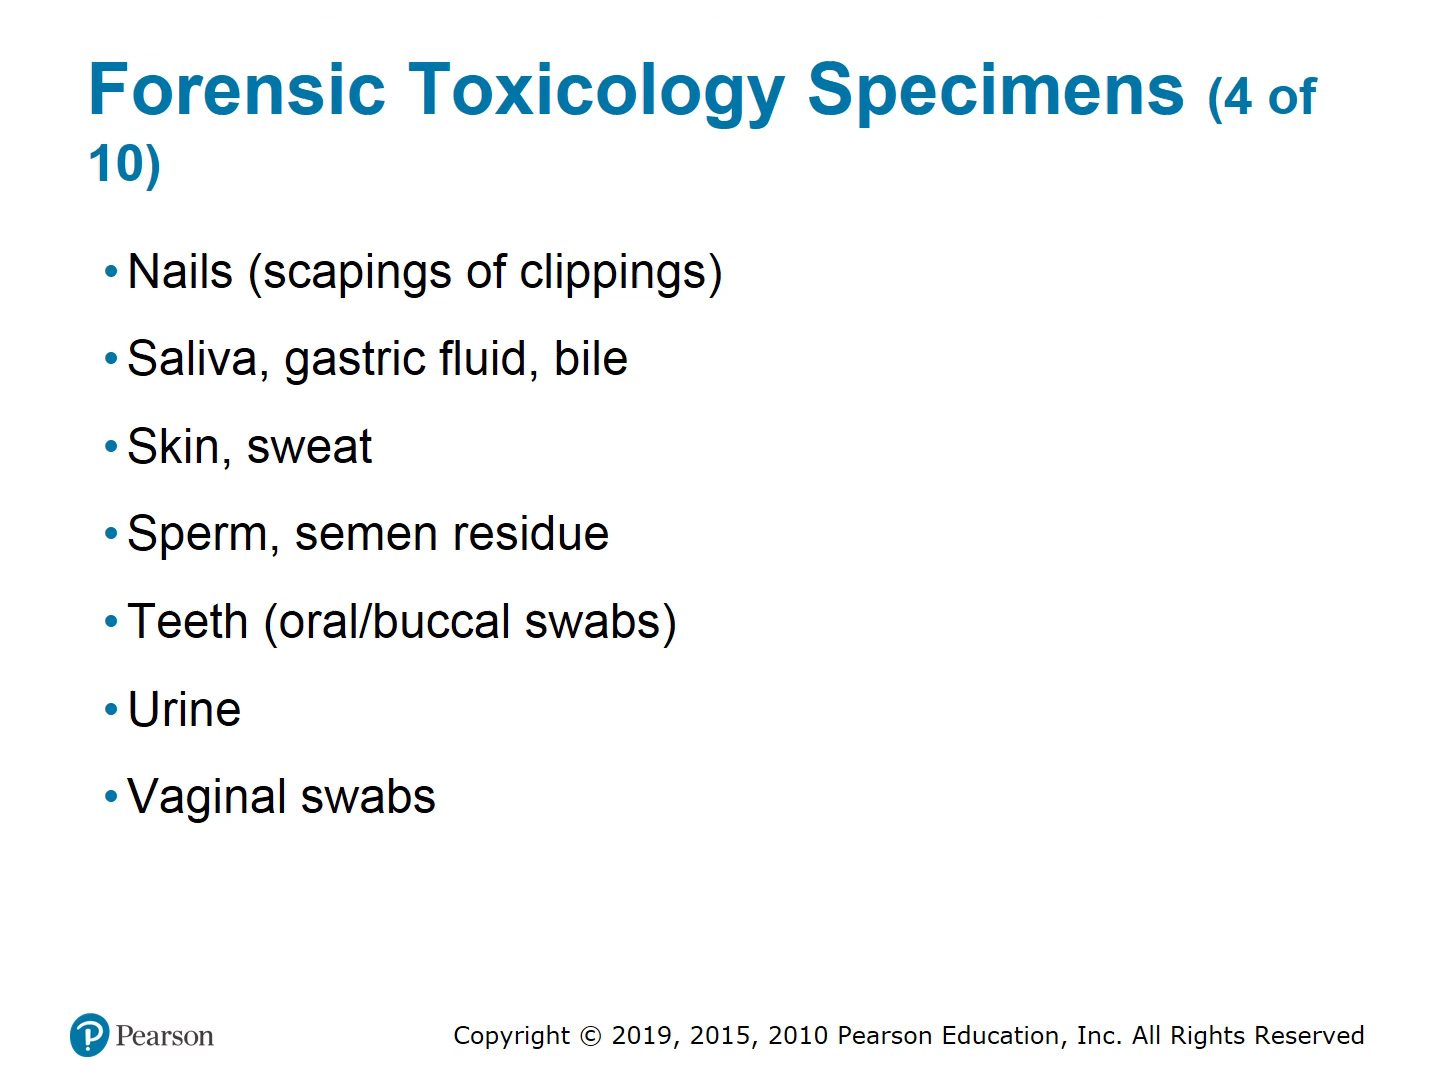 Forensic Toxicology Specimens (4 of
10)
• Nails (scapings of clippings)
• Saliva, gastric fluid, bile
• Skin, sweat
• Sperm, semen residue
• Teeth (oral/buccal swabs)
• Urine
• Vaginal swabs
Pearson
Copyright © 2019, 2015, 2010 Pearson Education, Inc. All Rights Reserved